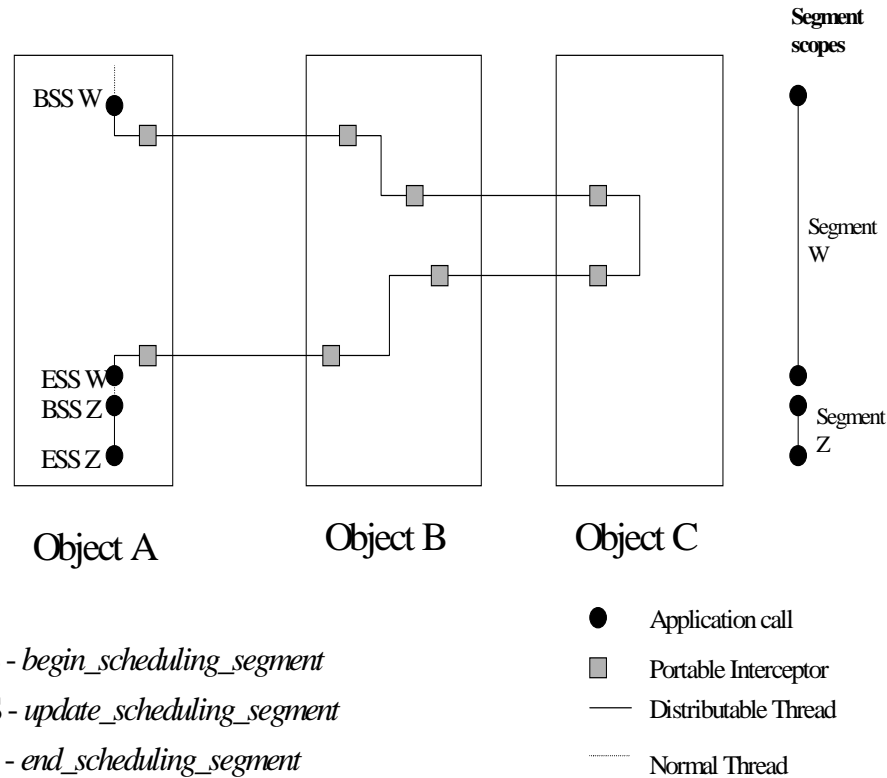 Segment
scopes
BSS W
Segment
W
ESS W
BSS Z
ESS Z
Segment
Z
Object A
Object B
Object C
- begin_scheduling_segment
S - update_scheduling_segment
- end_scheduling_segment
Application call
Portable Interceptor
Distributable Thread
Normal Thread